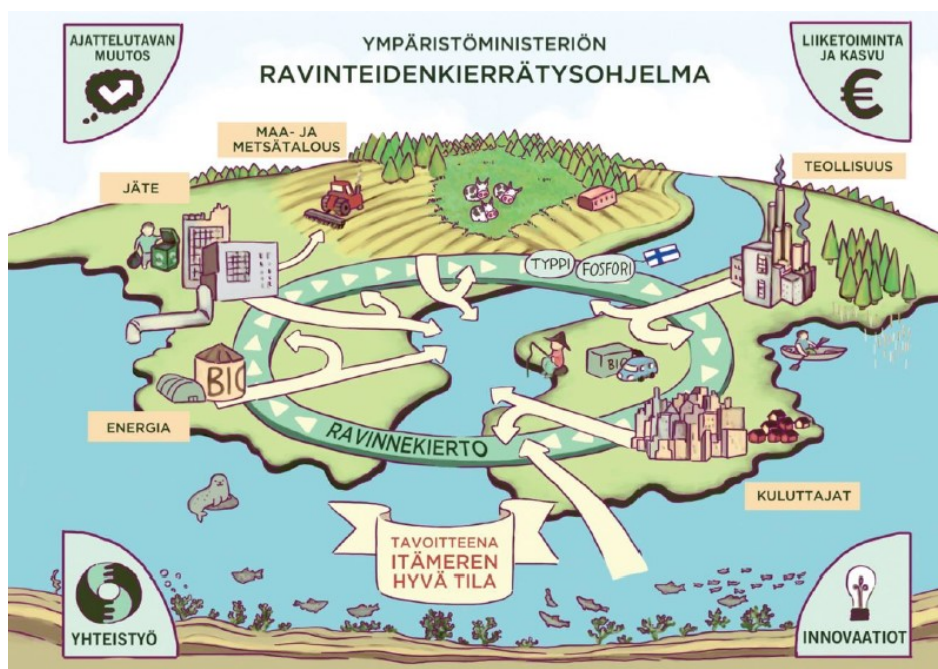 AJATTELUTAVAN
MUUTOS
YMPÄRISTÖMINISTERIÖN
RAVINTEIDENKIERRÄTYSOHJELMA
LIIKETOIMINTA
JA KASVU
€
MAA- JA
METSÄTALOUS
JÄTE
TEOLLISUUS
TYPPI
FOSFORI
BIO
BIO
ENERGIA
RAVINNEKIERTO
KULUTTAJAT
TAVOITTEENA
ITÄMEREN
HYVÄ TILA
YHTEISTYÖ
INNOVAATIOT